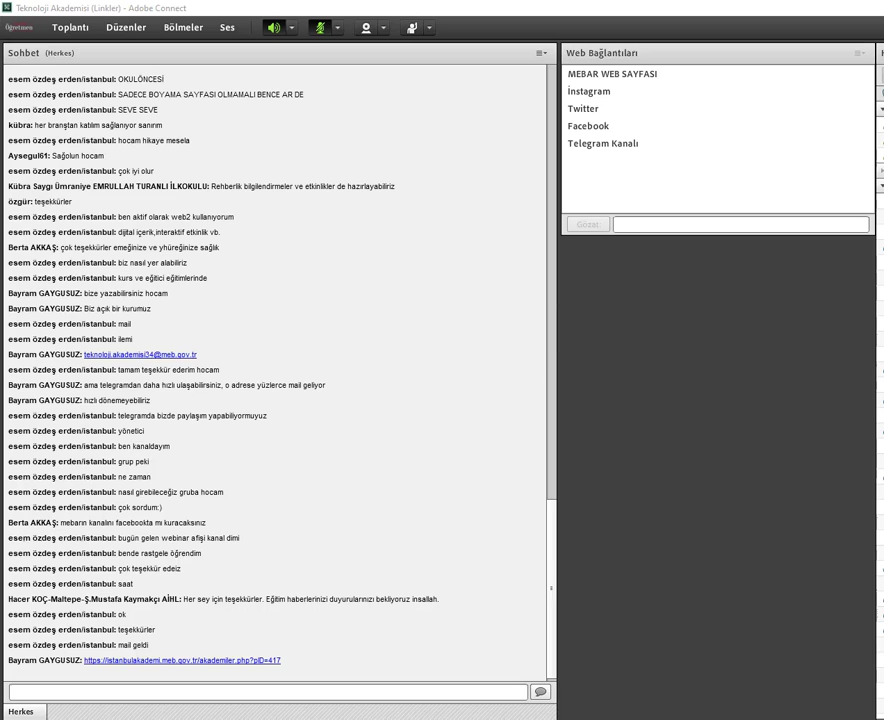 Teknoloji Akademisi (Linkler) - Adobe Connect
Öğretmen Toplantı Düzenler Bölmeler Ses
Sohbet (Herkes)
esem özdeş erden/istanbul: OKULÖNCESİ
esem özdeş erden/istanbul: SADECE BOYAMA SAYFASI OLMAMALI BENCE AR DE
esem özdeş erden/istanbul: SEVE SEVE
kübra: her branştan katılım sağlanıyor sanırım
esem özdeş erden/istanbul: hocam hikaye mesela
Aysegul61: Sağolun hocam
esem özdeş erden/istanbul: çok iyi olur
Kübra Saygı Ümraniye EMRULLAH TURANLI İLKOKULU: Rehberlik bilgilendirmeler ve etkinlikler de hazırlayabiliriz
özgür: teşekkürler
esem özdeş erden/istanbul: ben aktif olarak web2 kullanıyorum
esem özdeş erden/istanbul: dijital içerik,interaktif etkinlik vb.
Berta AKKAŞ: çok teşekkürler emeğinize ve yhüreğinize sağlık
esem özdeş erden/istanbul: biz nasıl yer alabiliriz
esem özdeş erden/istanbul: kurs ve eğitici eğitimlerinde
Bayram GAYGUSUZ: bize yazabilirsiniz hocam
Bayram GAYGUSUZ: Biz açık bir kurumuz
esem özdeş erden/istanbul: mail
esem özdeş erden/istanbul: ilemi
Bayram GAYGUSUZ: teknoloji.akademisi34@meb.gov.tr
esem özdeş erden/istanbul: tamam teşekkür ederim hocam
Bayram GAYGUSUZ: ama telegramdan daha hızlı ulaşabilirsiniz, o adrese yüzlerce mail geliyor
Bayram GAYGUSUZ: hızlı dönemeyebiliriz
esem özdeş erden/istanbul: telegramda bizde paylaşım yapabiliyormuyuz
esem özdeş erden/istanbul: yönetici
esem özdeş erden/istanbul: ben kanaldayım
esem özdeş erden/istanbul: grup peki
esem özdeş erden/istanbul: ne zaman
esem özdeş erden/istanbul: nasıl girebileceğiz gruba hocam
esem özdeş erden/istanbul: çok sordum:)
Berta AKKAŞ: mebarın kanalını facebookta mı kuracaksınız
esem özdeş erden/istanbul: bugün gelen webinar afişi kanal dimi
esem özdeş erden/istanbul: bende rastgele öğrendim
esem özdeş erden/istanbul: çok teşekkür edeiz
esem özdeş erden/istanbul: saat
Hacer KOÇ-Maltepe-Ş.Mustafa Kaymakçı AİHL: Her sey için teşekkürler. Eğitim haberlerinizi duyurularınızı bekliyoruz insallah.
esem özdeş erden/istanbul: ok
esem özdeş erden/istanbul: teşekkürler
esem özdeş erden/istanbul: mail geldi
Bayram GAYGUSUZ: https://istanbulakademi.meb.gov.tr/akademiler.php?pID=417
Herkes
Web Bağlantıları
MEBAR WEB SAYFASI
İnstagram
Twitter
Facebook
Telegram Kanalı
Gözat